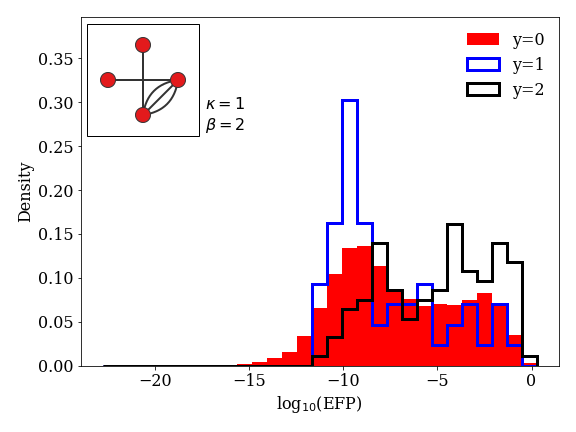 y=0
y=1
y=2
κ = 1
β = 2
0.35
0.30
0.25
0.20
0.15
0.10
0.05
0.00
Density
−20
−15
−10
−5
0
log₁₀(EFP)